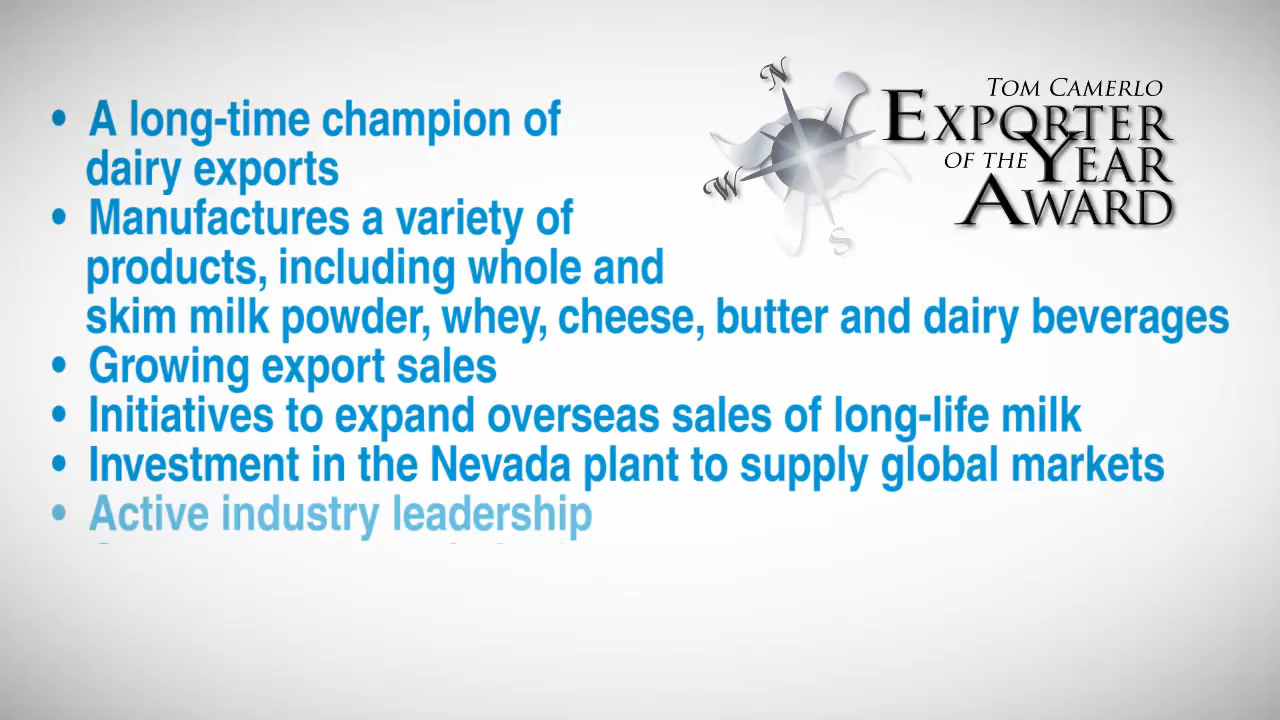 • A long-time champion of
dairy exports
• Manufactures a variety of
products, including whole and
skim milk powder, whey, cheese, butter and dairy beverages
• Growing export sales
• Initiatives to expand overseas sales of long-life milk
• Investment in the Nevada plant to supply global markets
• Active industry leadership
N
W
S
TOM CAMERLO
EXPORTER
OF THE YEAR
AWARD